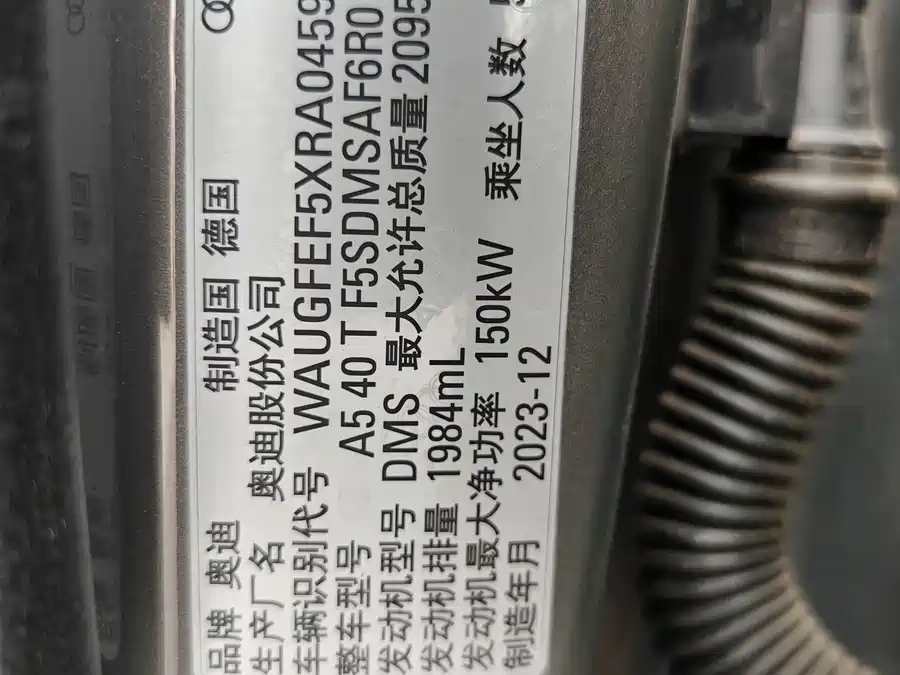 品牌 奥迪 制造国 德国
生产厂名 奥迪股份公司
车辆识别代号 WAUGFEF5XRA0459
整车型号 A5 40 T F5SDMSAF6R0
发动机型号 DMS 最大允许总质量 2095
发动机排量 1984mL
发动机最大净功率 150kW 乘坐人数
制造年月 2023-12